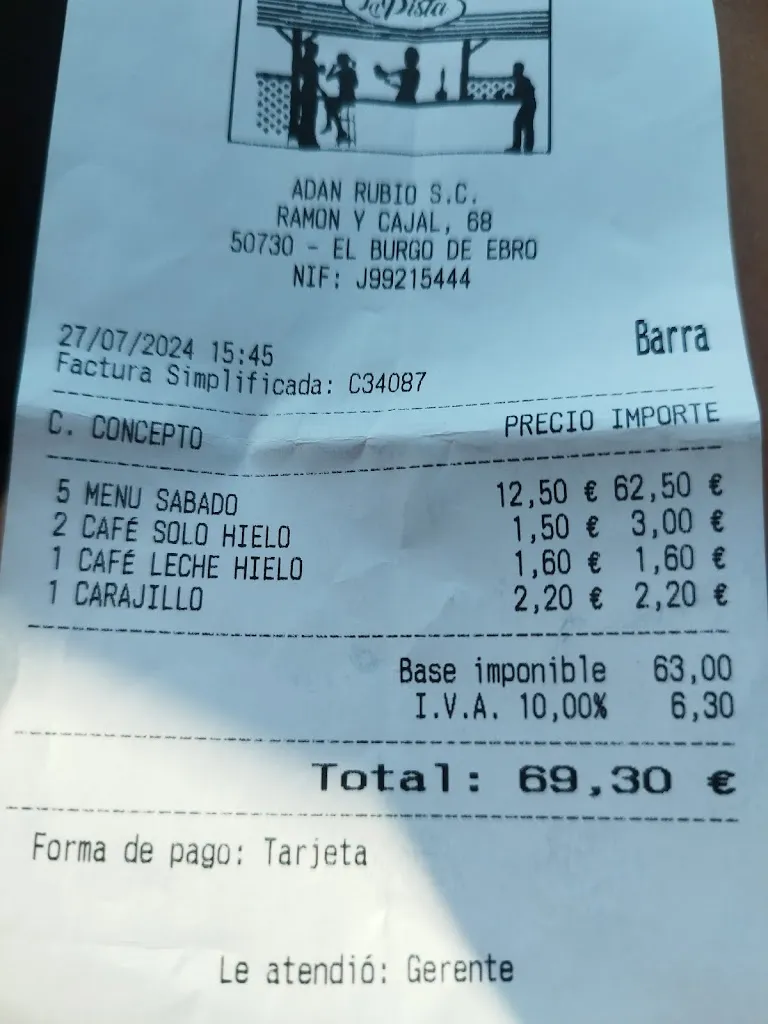 La Pista
ADAN RUBIO S.C.
RAMON Y CAJAL, 68
50730 - EL BURGO DE EBRO
NIF: J99215444
27/07/2024 15:45 Barra
Factura Simplificada: C34087
C. CONCEPTO PRECIO IMPORTE
5 MENU SABADO 12,50 € 62,50 €
2 CAFÉ SOLO HIELO 1,50 € 3,00 €
1 CAFÉ LECHE HIELO 1,60 € 1,60 €
1 CARAJILLO 2,20 € 2,20 €
Base imponible 63,00
I.V.A. 10,00% 6,30
Total: 69,30 €
Forma de pago: Tarjeta
Le atendió: Gerente